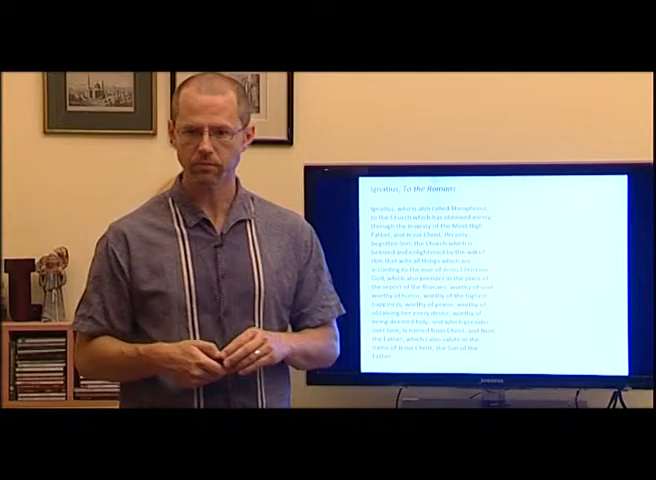 Ignatius, To the Romans
Ignatius, who is also called Theophorus,
to the Church which has obtained mercy,
through the majesty of the Most High
Father, and Jesus Christ, His only-
begotten Son; the Church which is
beloved and enlightened by the will of
Him that wills all things which are
according to the love of Jesus Christ our
God, which also presides in the place of
the report of the Romans, worthy of God,
worthy of honor, worthy of the highest
happiness, worthy of praise, worthy of
obtaining her every desire, worthy of
being deemed holy, and which presides
over love, is named from Christ, and from
the Father, which I also salute in the
name of Jesus Christ, the Son of the
Father
SAMSUNG